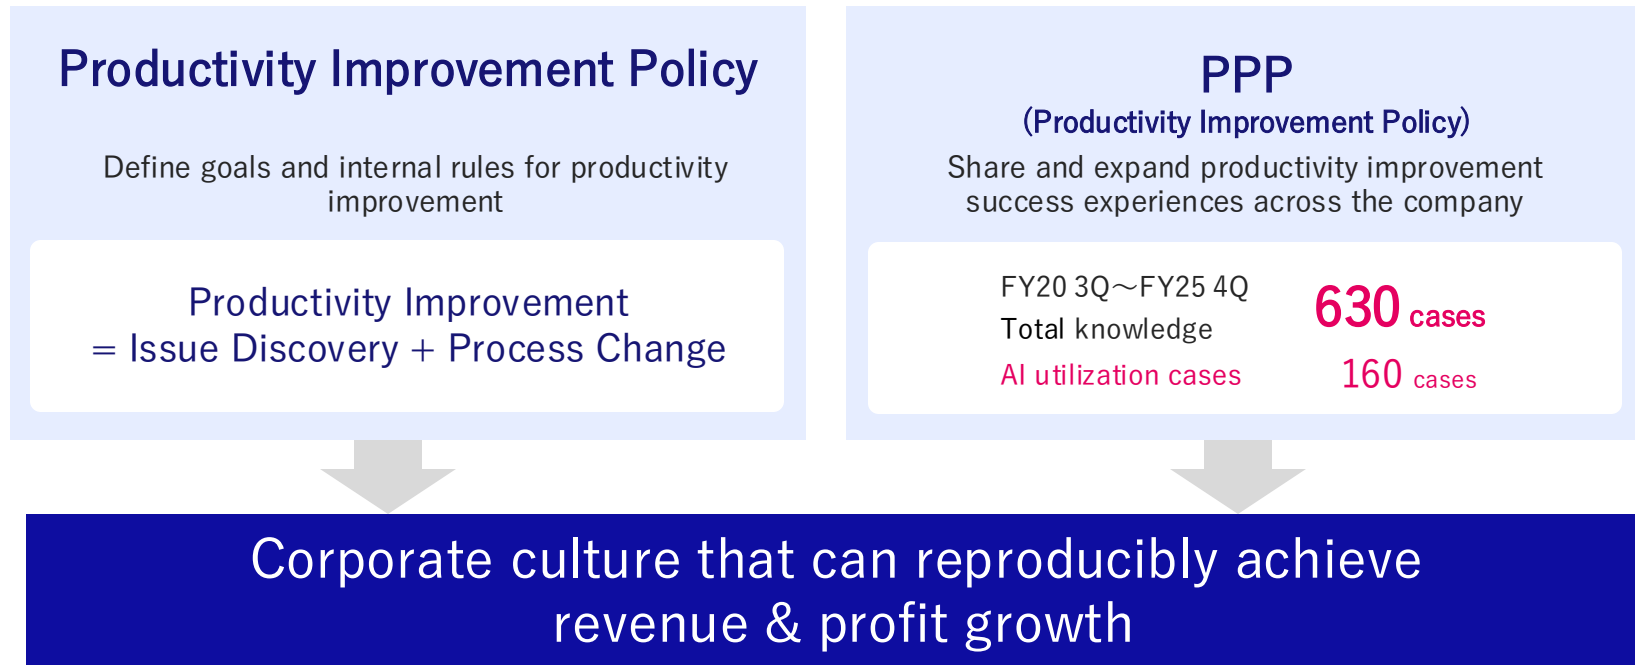 Productivity Improvement Policy
Define goals and internal rules for productivity
improvement
Productivity Improvement
= Issue Discovery + Process Change
PPP
(Productivity Improvement Policy)
Share and expand productivity improvement
success experiences across the company
FY20 3Q～FY25 4Q
Total knowledge
630 cases
AI utilization cases
160 cases
Corporate culture that can reproducibly achieve
revenue & profit growth